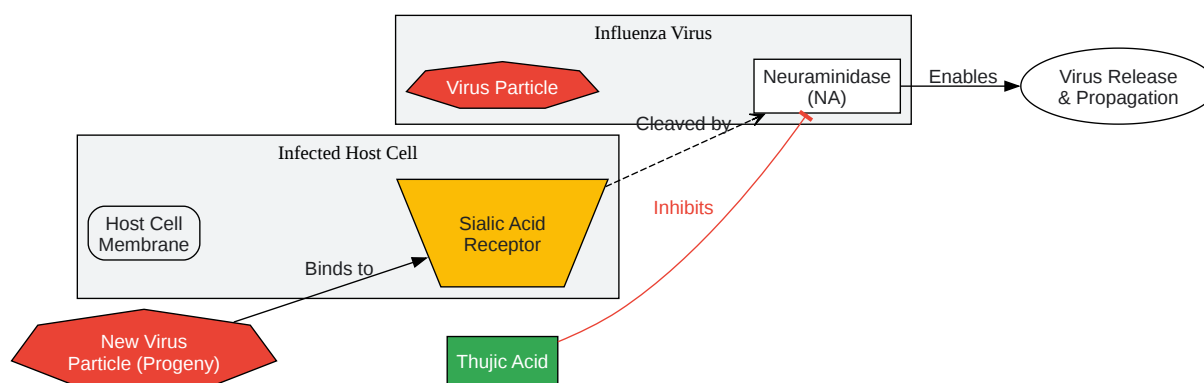 Influenza Virus
Virus Particle
Neuraminidase
(NA)
Enables
Virus Release
& Propagation
Cleaved by
Infected Host Cell
Host Cell
Membrane
Sialic Acid
Receptor
Inhibits
Binds to
New Virus
Particle (Progeny)
Thujic Acid